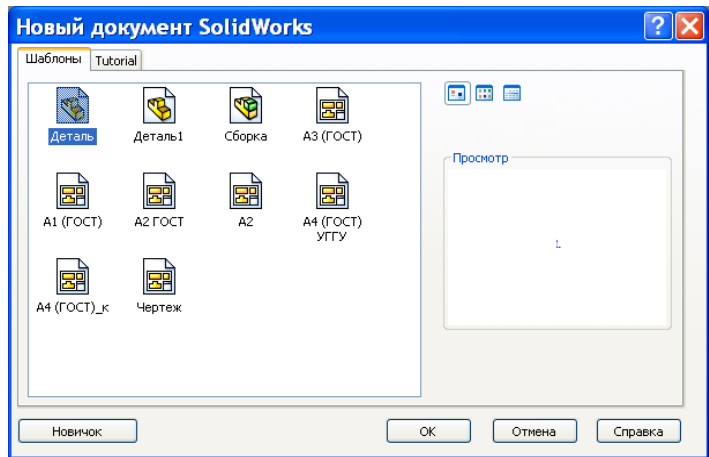 Новый документ SolidWorks
Шаблоны Tutorial
Деталь Деталь1 Сборка А3 (ГОСТ)
Просмотр
А1 (ГОСТ) А2 ГОСТ А2 А4 (ГОСТ)
УГГУ
А4 (ГОСТ)_к Чертеж
Новичок OK Отмена Справка